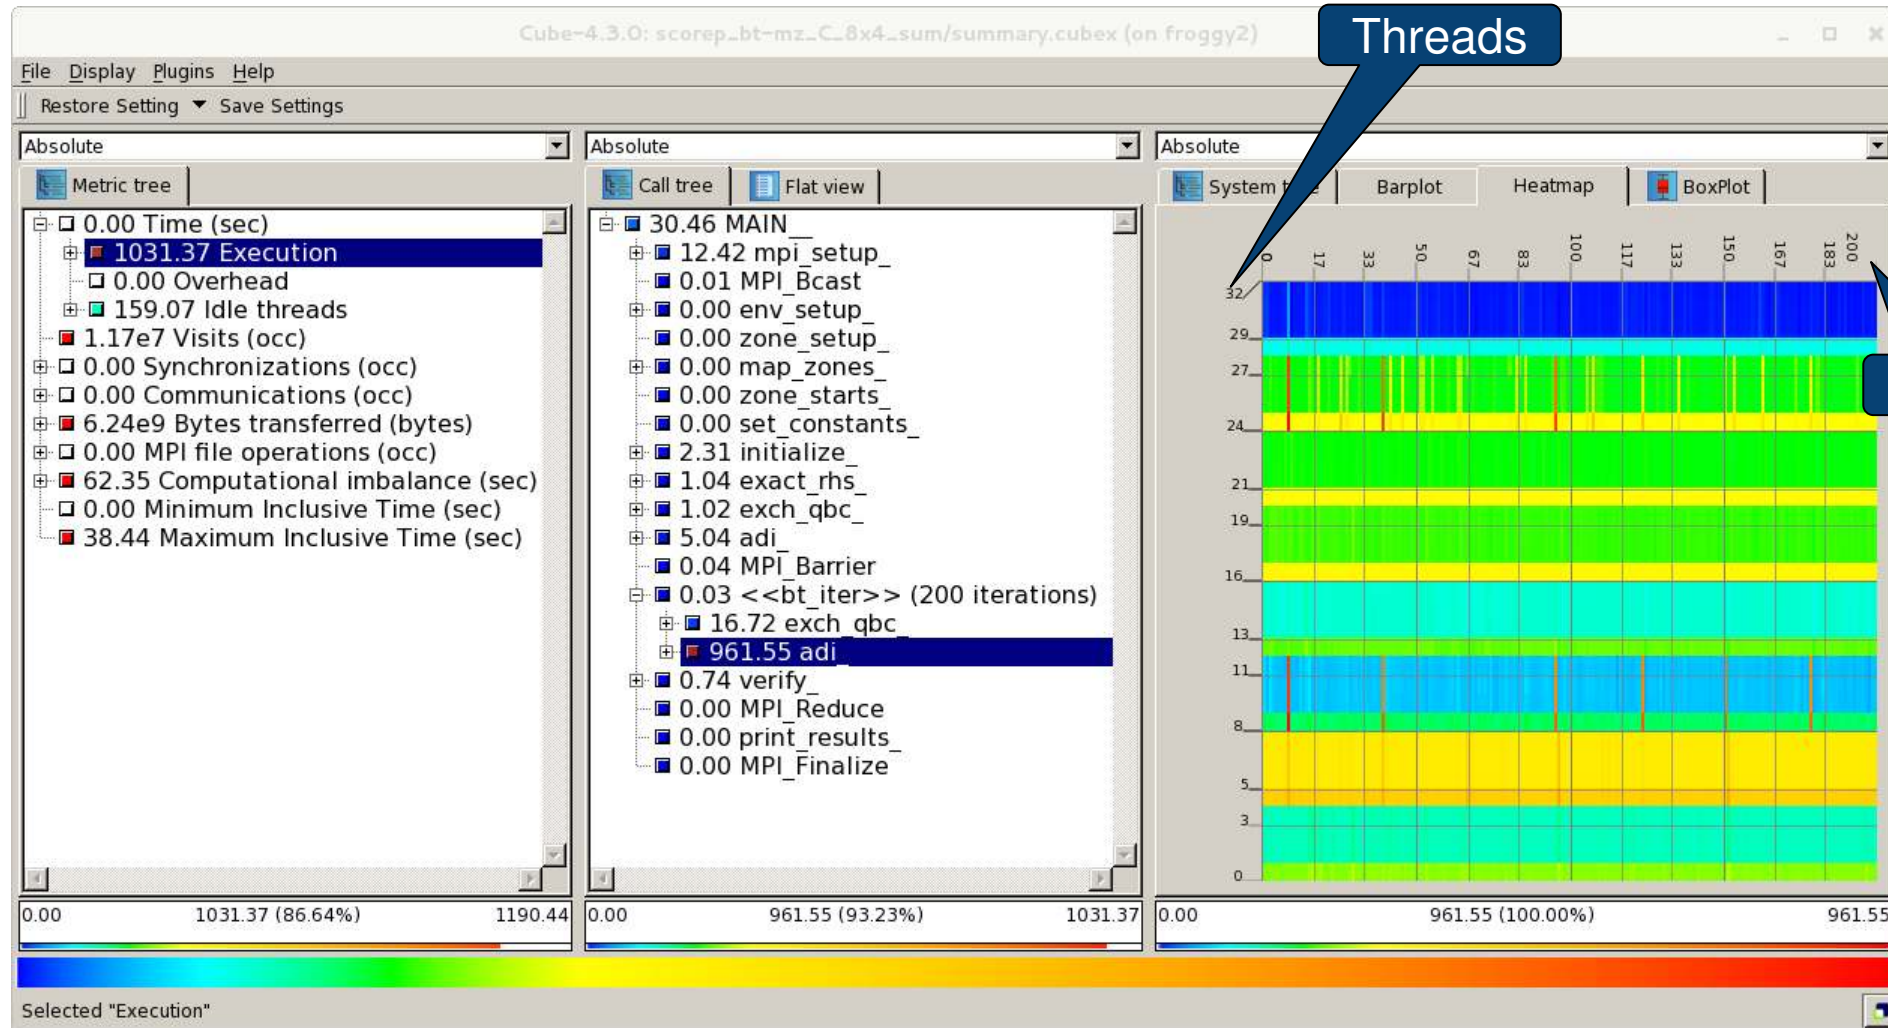 Cube-4.3.0: scorep_bt-mz_C_8x4_sum/summary.cubex (on froggy2)
Threads
File Display Plugins Help
Restore Setting Save Settings
Absolute
Metric tree
0.00 Time (sec)
1031.37 Execution
0.00 Overhead
159.07 Idle threads
1.17e7 Visits (occ)
0.00 Synchronizations (occ)
0.00 Communications (occ)
6.24e9 Bytes transferred (bytes)
0.00 MPI file operations (occ)
62.35 Computational imbalance (sec)
0.00 Minimum Inclusive Time (sec)
38.44 Maximum Inclusive Time (sec)
0.00 1031.37 (86.64%) 1190.44
Absolute
Call tree Flat view
30.46 MAIN__
12.42 mpi_setup_
0.01 MPI_Bcast
0.00 env_setup_
0.00 zone_setup_
0.00 map_zones_
0.00 zone_starts_
0.00 set_constants_
2.31 initialize_
1.04 exact_rhs_
1.02 exch_qbc_
5.04 adi_
0.04 MPI_Barrier
0.03 <<bt_iter>> (200 iterations)
16.72 exch_qbc_
961.55 adi_
0.74 verify_
0.00 MPI_Reduce
0.00 print_results_
0.00 MPI_Finalize
0.00 961.55 (93.23%) 1031.37
Absolute
System Barplot Heatmap BoxPlot
0 17 33 50 67 83 100 117 133 150 167 183 200
32
29
27
24
21
19
16
13
11
8
5
3
0
0.00 961.55 (100.00%) 961.55
Selected "Execution"